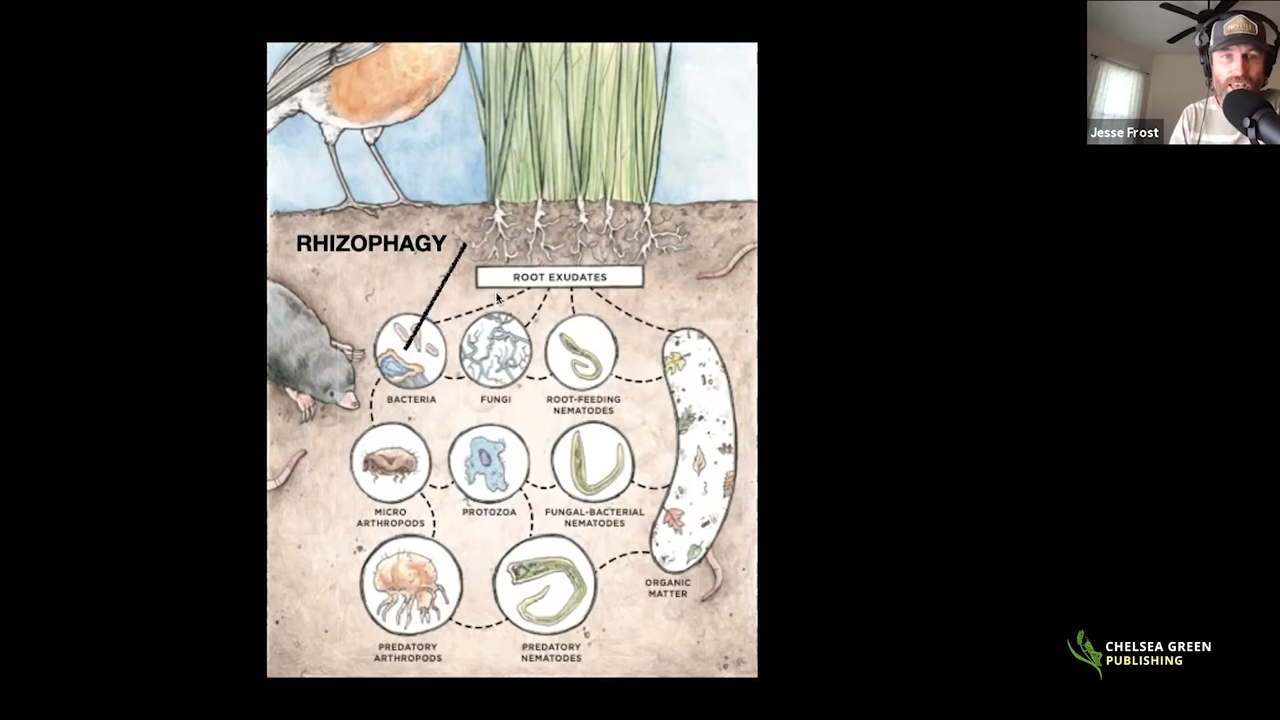 Jesse Frost
RHIZOPHAGY
ROOT EXUDATES
BACTERIA
FUNGI
ROOT-FEEDING
NEMATODES
MICRO
ARTHROPODS
PROTOZOA
FUNGAL-BACTERIAL
NEMATODES
ORGANIC
MATTER
PREDATORY
ARTHROPODS
PREDATORY
NEMATODES
CHELSEA GREEN
PUBLISHING